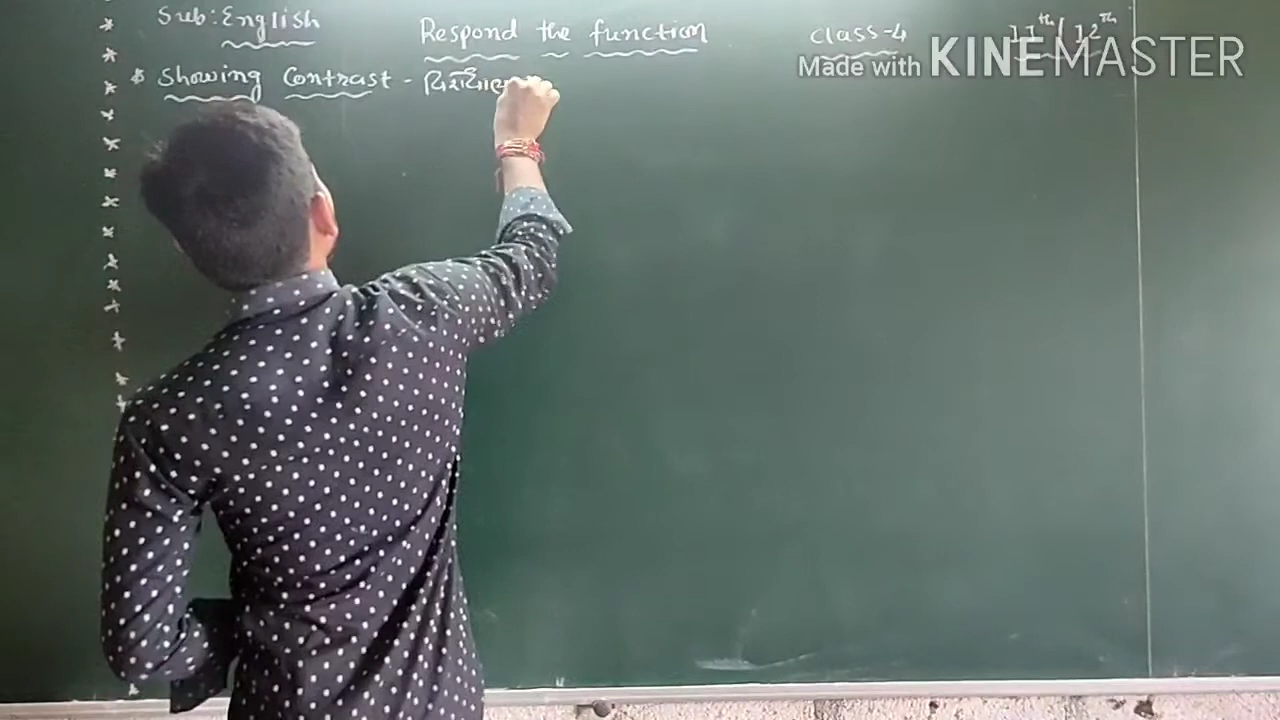 Sub: English Respond the function class-4 11th/12th
Made with KINEMASTER
* Showing Contrast -